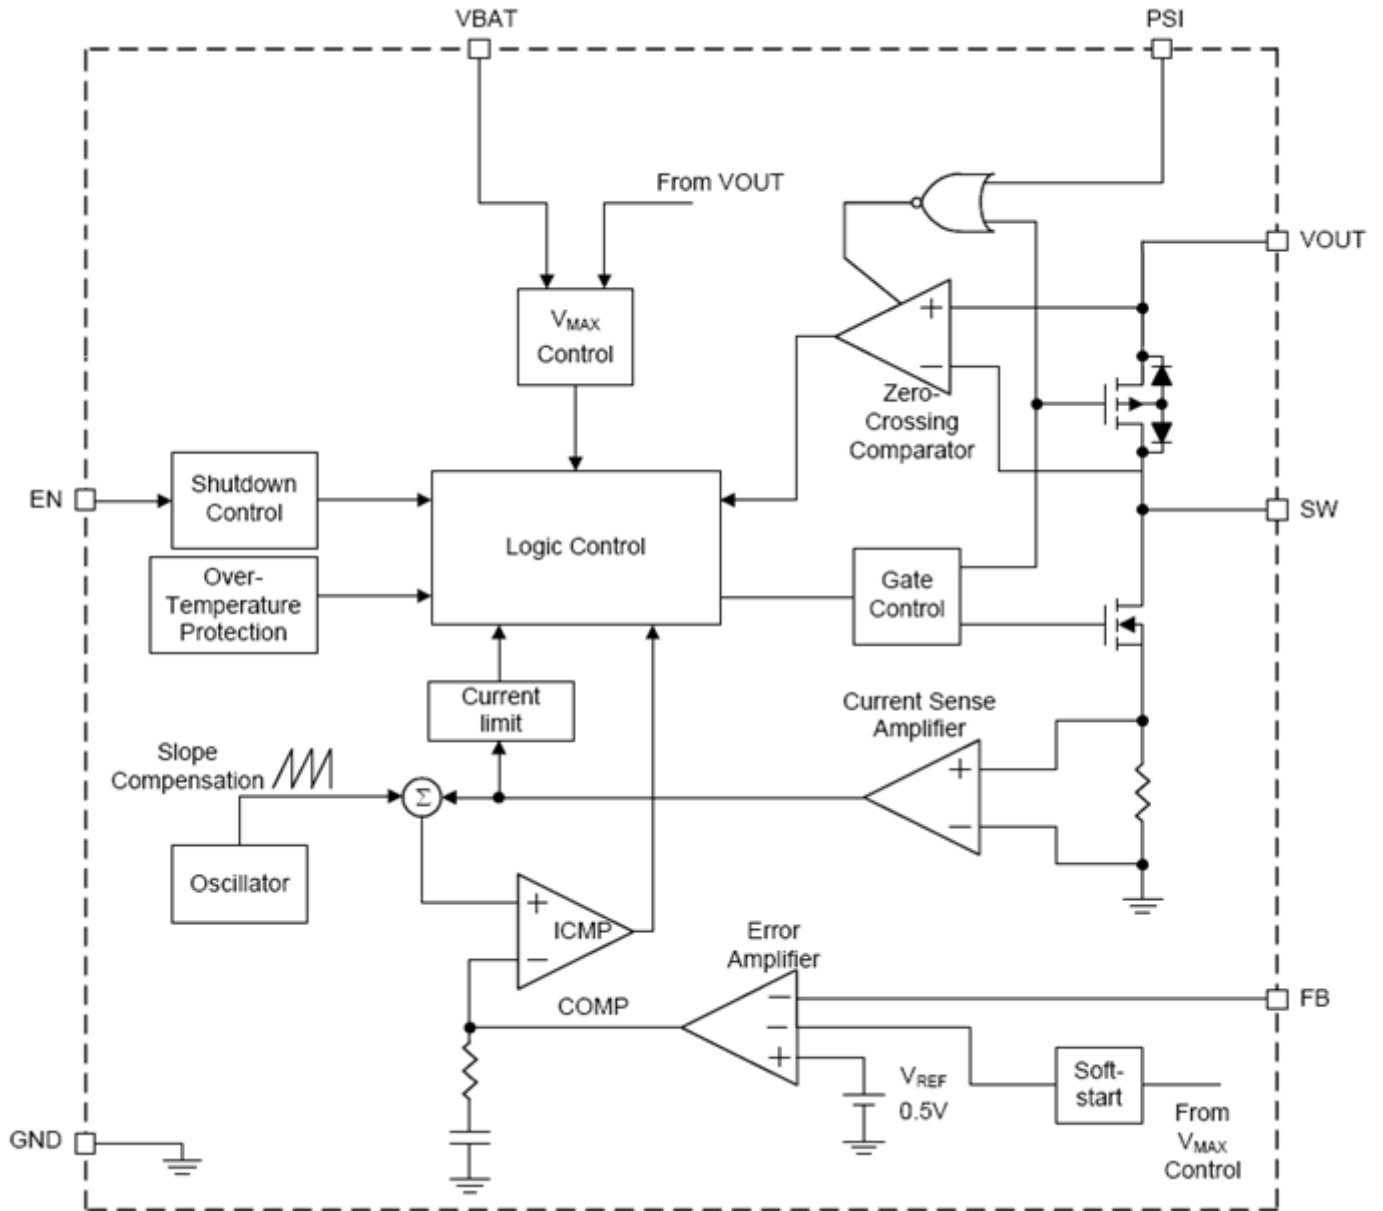 VBAT
PSI
From VOUT
VOUT
+
−
VMAX
Control
Zero-
Crossing
Comparator
EN
Shutdown
Control
SW
Logic Control
Over-
Temperature
Protection
Gate
Control
Current
limit
Current Sense
Amplifier
Slope
Compensation
Σ
+
−
Oscillator
+
ICMP
−
Error
Amplifier
COMP
−
−
+
FB
VREF
0.5V
Soft-
start
From
VMAX
Control
GND